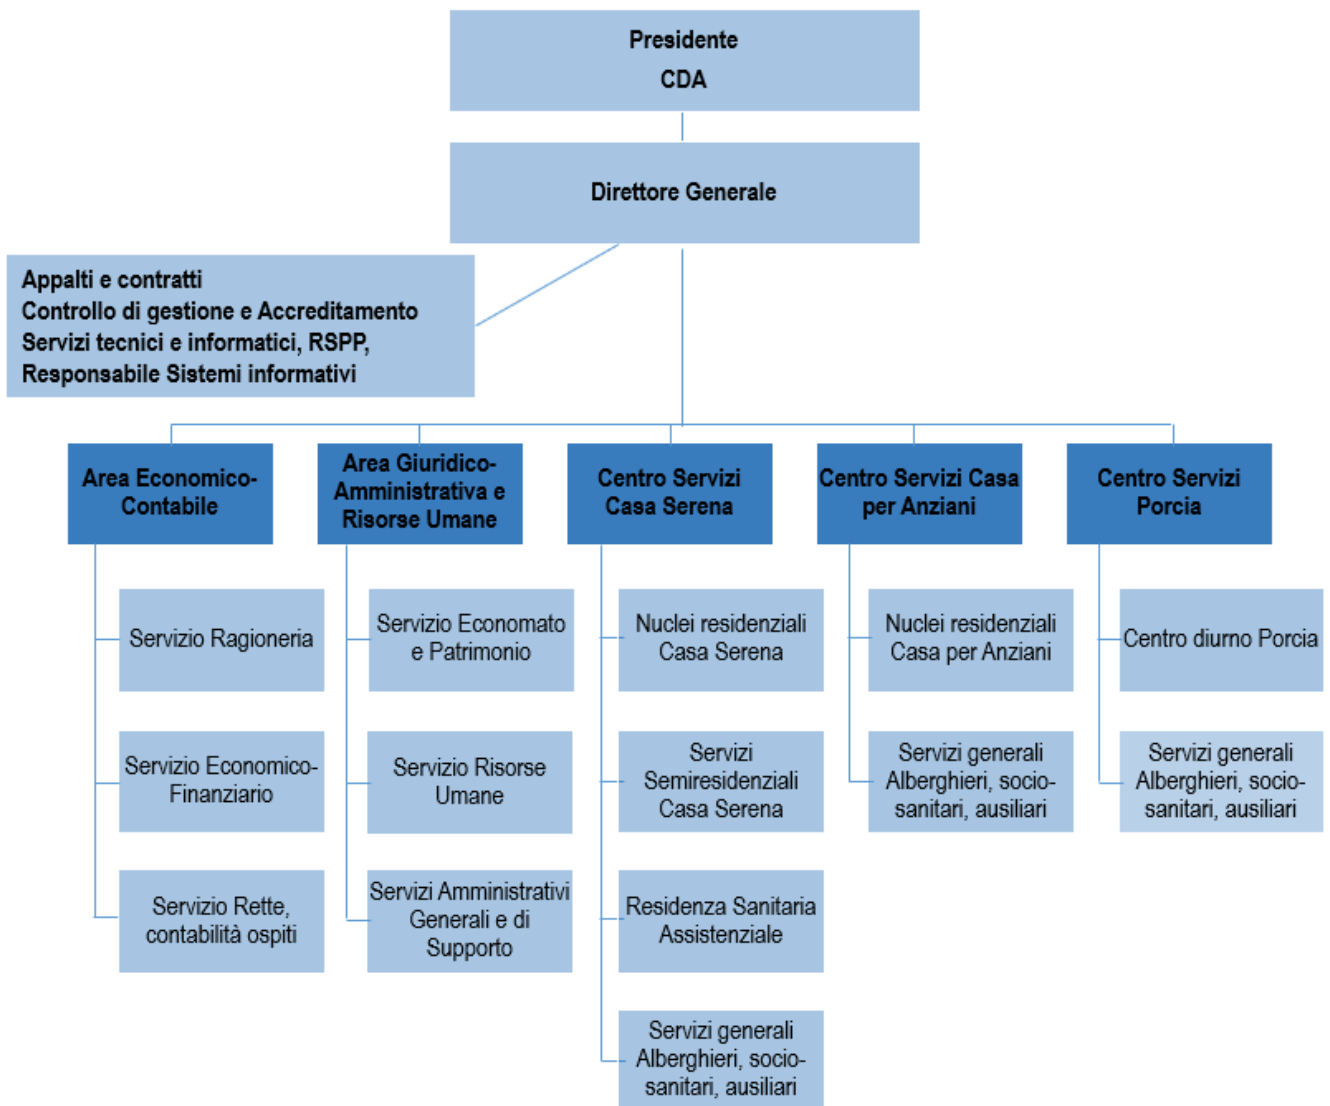 Presidente
CDA
Direttore Generale
Appalti e contratti
Controllo di gestione e Accreditamento
Servizi tecnici e informatici, RSPP,
Responsabile Sistemi informativi
Area Economico-
Contabile
Area Giuridico-
Amministrativa e
Risorse Umane
Centro Servizi
Casa Serena
Centro Servizi Casa
per Anziani
Centro Servizi
Porcia
Servizio Ragioneria
Servizio Economico-
Finanziario
Servizio Rette,
contabilità ospiti
Servizio Economato
e Patrimonio
Servizio Risorse
Umane
Servizi Amministrativi
Generali e di
Supporto
Nuclei residenziali
Casa Serena
Servizi
Semiresidenziali
Casa Serena
Residenza Sanitaria
Assistenziale
Servizi generali
Alberghieri, socio-
sanitari, ausiliari
Nuclei residenziali
Casa per Anziani
Servizi generali
Alberghieri, socio-
sanitari, ausiliari
Centro diurno Porcia
Servizi generali
Alberghieri, socio-
sanitari, ausiliari